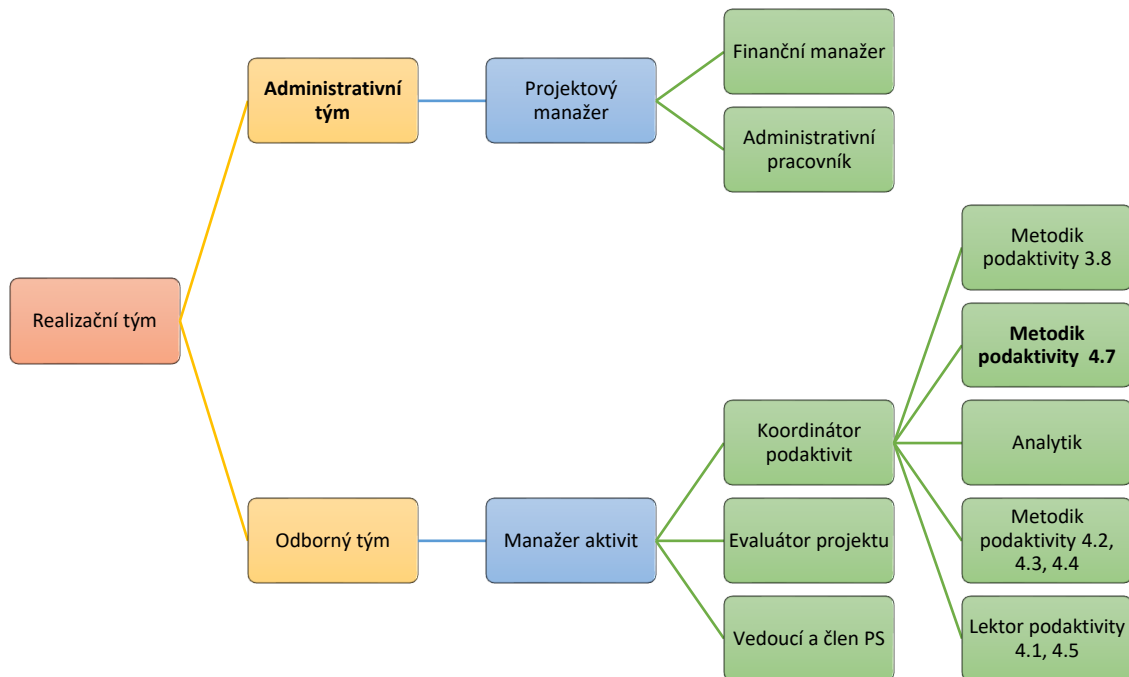 Finanční manažer
Administrativní
tým
Projektový
manažer
Administrativní
pracovník
Metodik
podaktivity 3.8
Realizační tým
Metodik
podaktivity  4.7
Koordinátor
podaktivit
Analytik
Odborný tým
Manažer aktivit
Evaluátor projektu
Metodik
podaktivity 4.2,
4.3, 4.4
Vedoucí a člen PS
Lektor podaktivity
4.1, 4.5